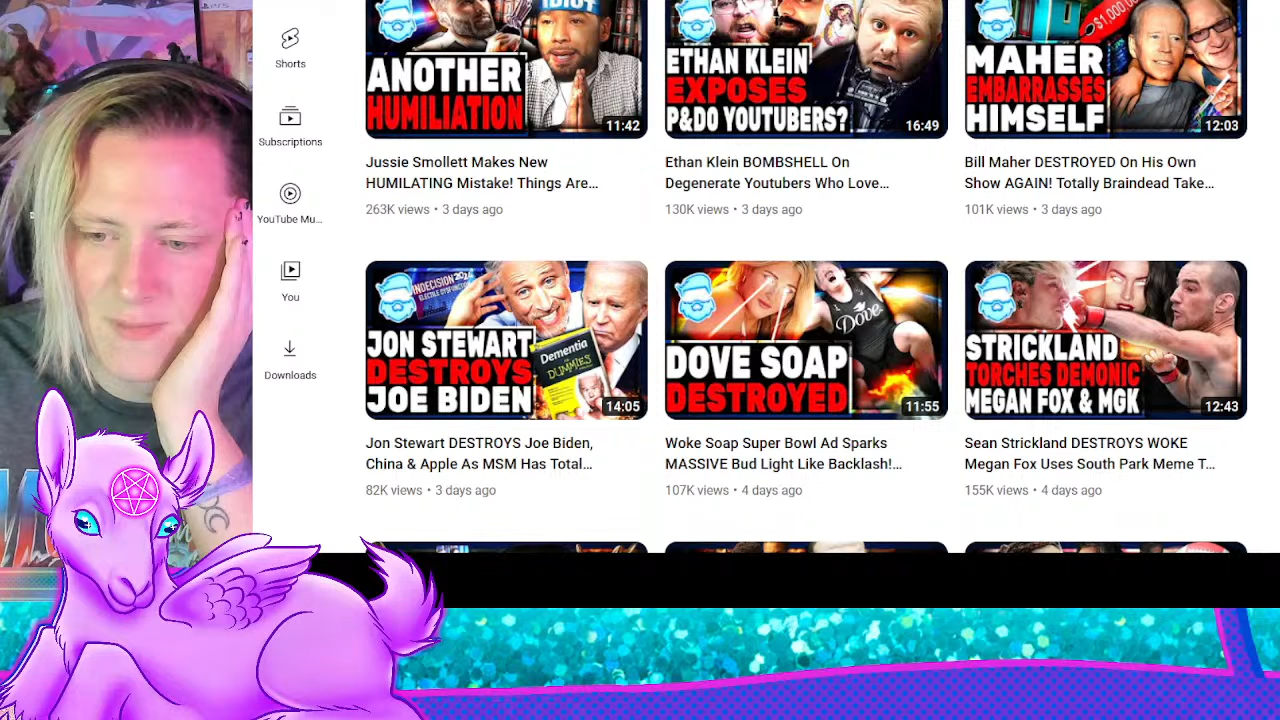 Shorts
Subscriptions
YouTube Mu...
You
Downloads
IDIOT
ANOTHER
HUMILIATION
11:42
Jussie Smollett Makes New
HUMILATING Mistake! Things Are...
263K views • 3 days ago
ETHAN KLEIN
EXPOSES
P&DO YOUTUBERS?
16:49
Ethan Klein BOMBSHELL On
Degenerate Youtubers Who Love...
130K views • 3 days ago
$1,000,00
MAHER
EMBARRASSES
HIMSELF
12:03
Bill Maher DESTROYED On His Own
Show AGAIN! Totally Braindead Take...
101K views • 3 days ago
INDECISION 2024
JON STEWART
DESTROYS
JOE BIDEN
Dementia
DUMMIES
14:05
Jon Stewart DESTROYS Joe Biden,
China & Apple As MSM Has Total...
82K views • 3 days ago
Dove
DOVE SOAP
DESTROYED
11:55
Woke Soap Super Bowl Ad Sparks
MASSIVE Bud Light Like Backlash!...
107K views • 4 days ago
STRICKLAND
TORCHES DEMONIC
MEGAN FOX & MGK
12:43
Sean Strickland DESTROYS WOKE
Megan Fox Uses South Park Meme T...
155K views • 4 days ago